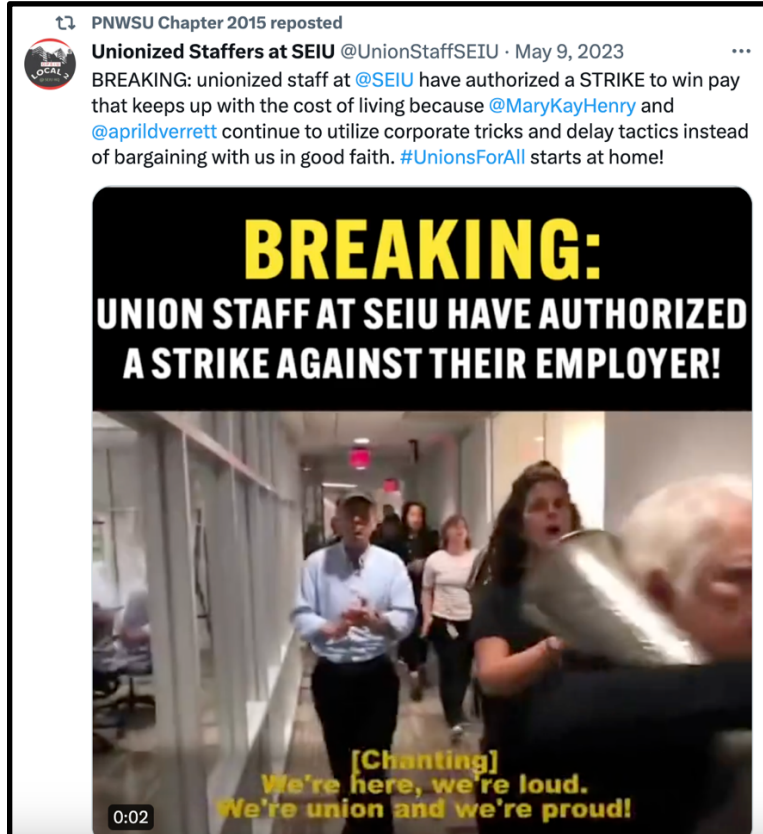 PNWSU Chapter 2015 reposted
Unionized Staffers at SEIU @UnionStaffSEIU · May 9, 2023
BREAKING: unionized staff at @SEIU have authorized a STRIKE to win pay
that keeps up with the cost of living because @MaryKayHenry and
@aprildverrett continue to utilize corporate tricks and delay tactics instead
of bargaining with us in good faith. #UnionsForAll starts at home!
LOCAL 2
BREAKING:
UNION STAFF AT SEIU HAVE AUTHORIZED
A STRIKE AGAINST THEIR EMPLOYER!
[Chanting]
We're here, we're loud.
We're union and we're proud!
0:02